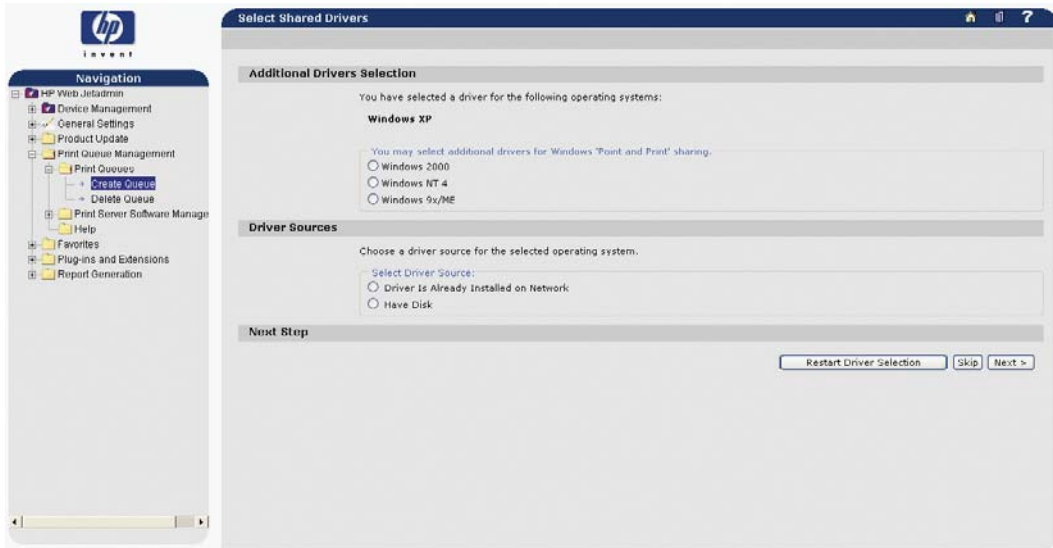 hp
invent
Navigation
HP Web Jetadmin
Device Management
General Settings
Product Update
Print Queue Management
Print Queues
Create Queue
Delete Queue
Print Server Software Manage
Help
Favorites
Plug-ins and Extensions
Report Generation
Select Shared Drivers
?
Additional Drivers Selection
You have selected a driver for the following operating systems:
Windows XP
You may select additional drivers for Windows 'Point and Print' sharing.
Windows 2000
Windows NT 4
Windows 9x/ME
Driver Sources
Choose a driver source for the selected operating system.
Select Driver Source:
Driver Is Already Installed on Network
Have Disk
Next Step
Restart Driver Selection Skip Next >